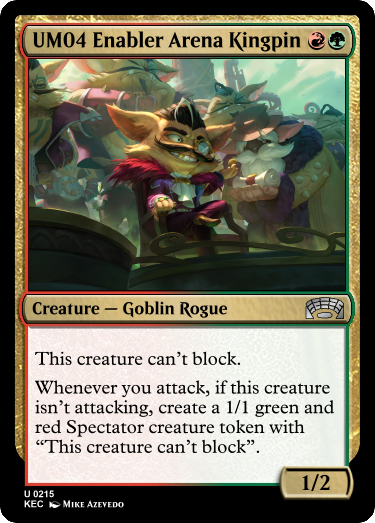 UM04 Enabler Arena Kingpin
Creature — Goblin Rogue
This creature can't block.
Whenever you attack, if this creature
isn't attacking, create a 1/1 green and
red Spectator creature token with
“This creature can't block”.
1/2
U 0215
KEC Mike Azevedo